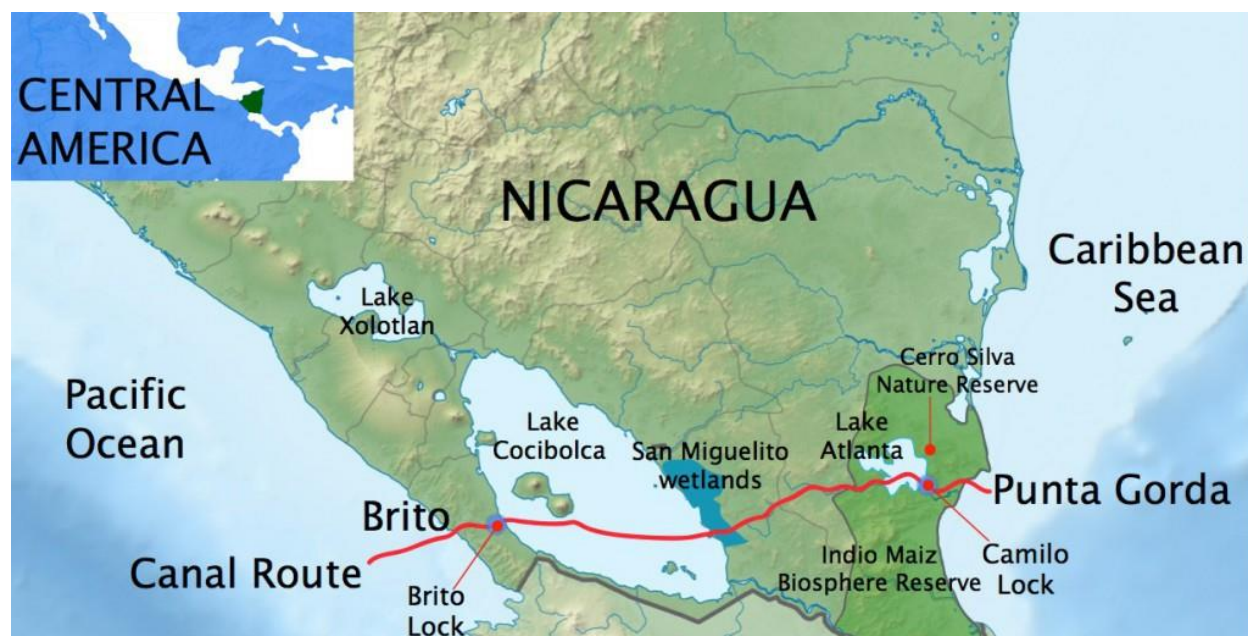 CENTRAL
AMERICA
NICARAGUA
Caribbean
Sea
Lake
Xolotlan
Cerro Silva
Nature Reserve
Pacific
Ocean
Lake
Cocibolca
San Miguelito
wetlands
Lake
Atlanta
Punta Gorda
Brito
Canal Route
Brito
Lock
Indio Maiz
Biosphere Reserve
Camilo
Lock